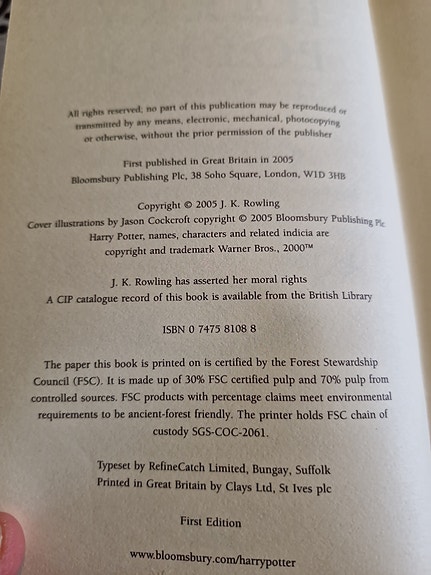 All rights reserved, no part of this publication may be reproduced or
transmitted by any means, electronic, mechanical, photocopying
or otherwise, without the prior permission of the publisher
First published in Great Britain in 2005
Bloomsbury Publishing Plc, 38 Soho Square, London, W1D 3HB
Copyright © 2005 J. K. Rowling
Cover illustrations by Jason Cockcroft copyright © 2005 Bloomsbury Publishing Plc
Harry Potter, names, characters and related indicia are
copyright and trademark Warner Bros., 2000™
J. K. Rowling has asserted her moral rights
A CIP catalogue record of this book is available from the British Library
ISBN 0 7475 8108 8
The paper this book is printed on is certified by the Forest Stewardship
Council (FSC). It is made up of 30% FSC certified pulp and 70% pulp from
controlled sources. FSC products with percentage claims meet environmental
requirements to be ancient-forest friendly. The printer holds FSC chain of
custody SGS-COC-2061.
Typeset by RefineCatch Limited, Bungay, Suffolk
Printed in Great Britain by Clays Ltd, St Ives plc
First Edition
www.bloomsbury.com/harrypotter